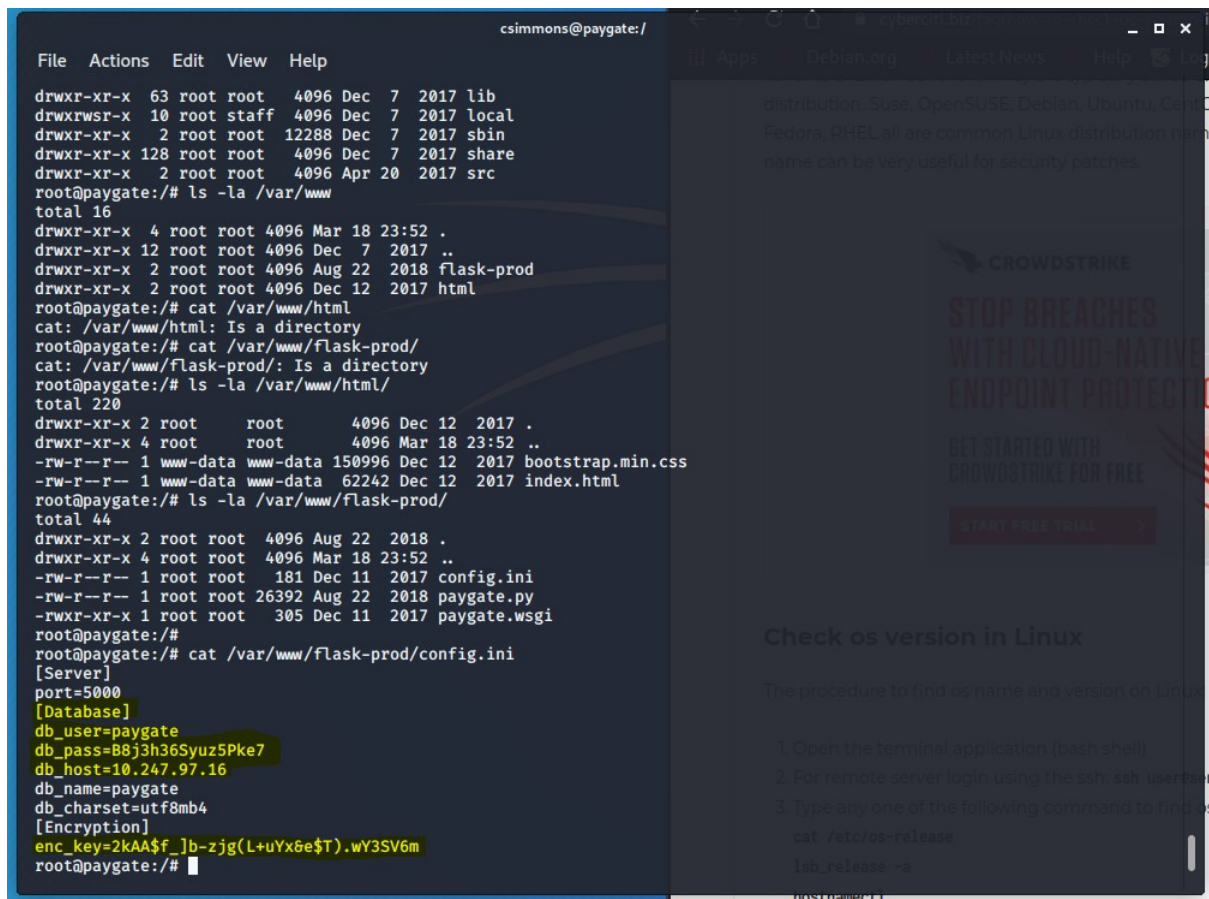 csimmons@paygate:/
File Actions Edit View Help
drwxr-xr-x  63 root root   4096 Dec  7  2017 lib
drwxrwsr-x  10 root staff  4096 Dec  7  2017 local
drwxr-xr-x   2 root root  12288 Dec  7  2017 sbin
drwxr-xr-x 128 root root   4096 Dec  7  2017 share
drwxr-xr-x   2 root root   4096 Apr 20  2017 src
root@paygate:/# ls -la /var/www
total 16
drwxr-xr-x  4 root root 4096 Mar 18 23:52 .
drwxr-xr-x 12 root root 4096 Dec  7  2017 ..
drwxr-xr-x  2 root root 4096 Aug 22  2018 flask-prod
drwxr-xr-x  2 root root 4096 Dec 12  2017 html
root@paygate:/# cat /var/www/html
cat: /var/www/html: Is a directory
root@paygate:/# cat /var/www/flask-prod/
cat: /var/www/flask-prod/: Is a directory
root@paygate:/# ls -la /var/www/html/
total 220
drwxr-xr-x 2 root     root       4096 Dec 12  2017 .
drwxr-xr-x 4 root     root       4096 Mar 18 23:52 ..
-rw-r--r-- 1 www-data www-data 150996 Dec 12  2017 bootstrap.min.css
-rw-r--r-- 1 www-data www-data  62242 Dec 12  2017 index.html
root@paygate:/# ls -la /var/www/flask-prod/
total 44
drwxr-xr-x 2 root root  4096 Aug 22  2018 .
drwxr-xr-x 4 root root  4096 Mar 18 23:52 ..
-rw-r--r-- 1 root root   181 Dec 11  2017 config.ini
-rw-r--r-- 1 root root 26392 Aug 22  2018 paygate.py
-rwxr-xr-x 1 root root   305 Dec 11  2017 paygate.wsgi
root@paygate:/#
root@paygate:/# cat /var/www/flask-prod/config.ini
[Server]
port=5000
[Database]
db_user=paygate
db_pass=B8j3h36Syuz5Pke7
db_host=10.247.97.16
db_name=paygate
db_charset=utf8mb4
[Encryption]
enc_key=2kAA$f_]b-zjg(L+uYx&e$T).wY3SV6m
root@paygate:/#
Apps Debian.org Latest News Help
distribution. Suse, OpenSUSE, Debian, Ubuntu,
Fedora, RHEL all are common Linux distribution
name can be very useful for security patches.
CROWDSTRIKE
STOP BREACHES
WITH CLOUD-NATIVE
ENDPOINT
GET STARTED WITH
CROWDSTRIKE FOR FREE
START FREE TRIAL
Check os version in Linux
The procedure to find os name and version on Linux
1. Open the terminal application (bash shell)
2. For remote server login using the ssh: ssh
3. Type any one of the following command to find
cat /etc/os-release
lsb_release -a
hostnamectl